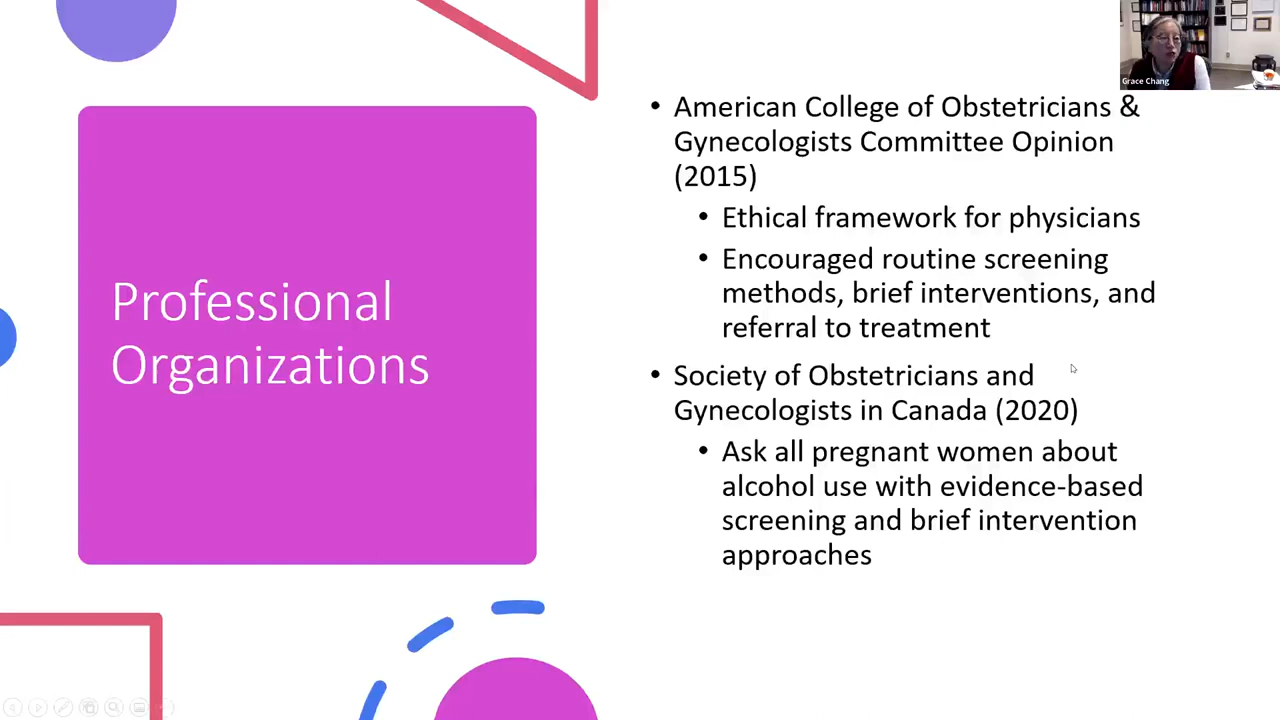 Grace Chang
Professional
Organizations
• American College of Obstetricians &
Gynecologists Committee Opinion
(2015)
• Ethical framework for physicians
• Encouraged routine screening
methods, brief interventions, and
referral to treatment
• Society of Obstetricians and
Gynecologists in Canada (2020)
• Ask all pregnant women about
alcohol use with evidence-based
screening and brief intervention
approaches